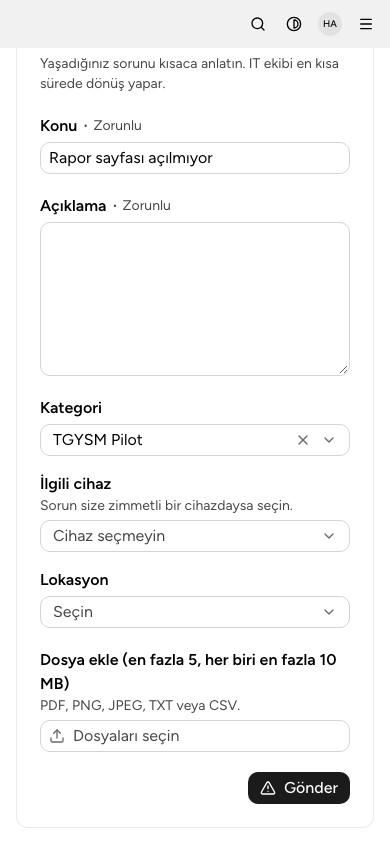 HA
Yaşadığınız sorunu kısaca anlatın. IT ekibi en kısa
sürede dönüş yapar.
Konu · Zorunlu
Rapor sayfası açılmıyor
Açıklama · Zorunlu
Kategori
TGYSM Pilot
İlgili cihaz
Sorun size zimmetli bir cihazdaysa seçin.
Cihaz seçmeyin
Lokasyon
Seçin
Dosya ekle (en fazla 5, her biri en fazla 10
MB)
PDF, PNG, JPEG, TXT veya CSV.
Dosyaları seçin
Gönder